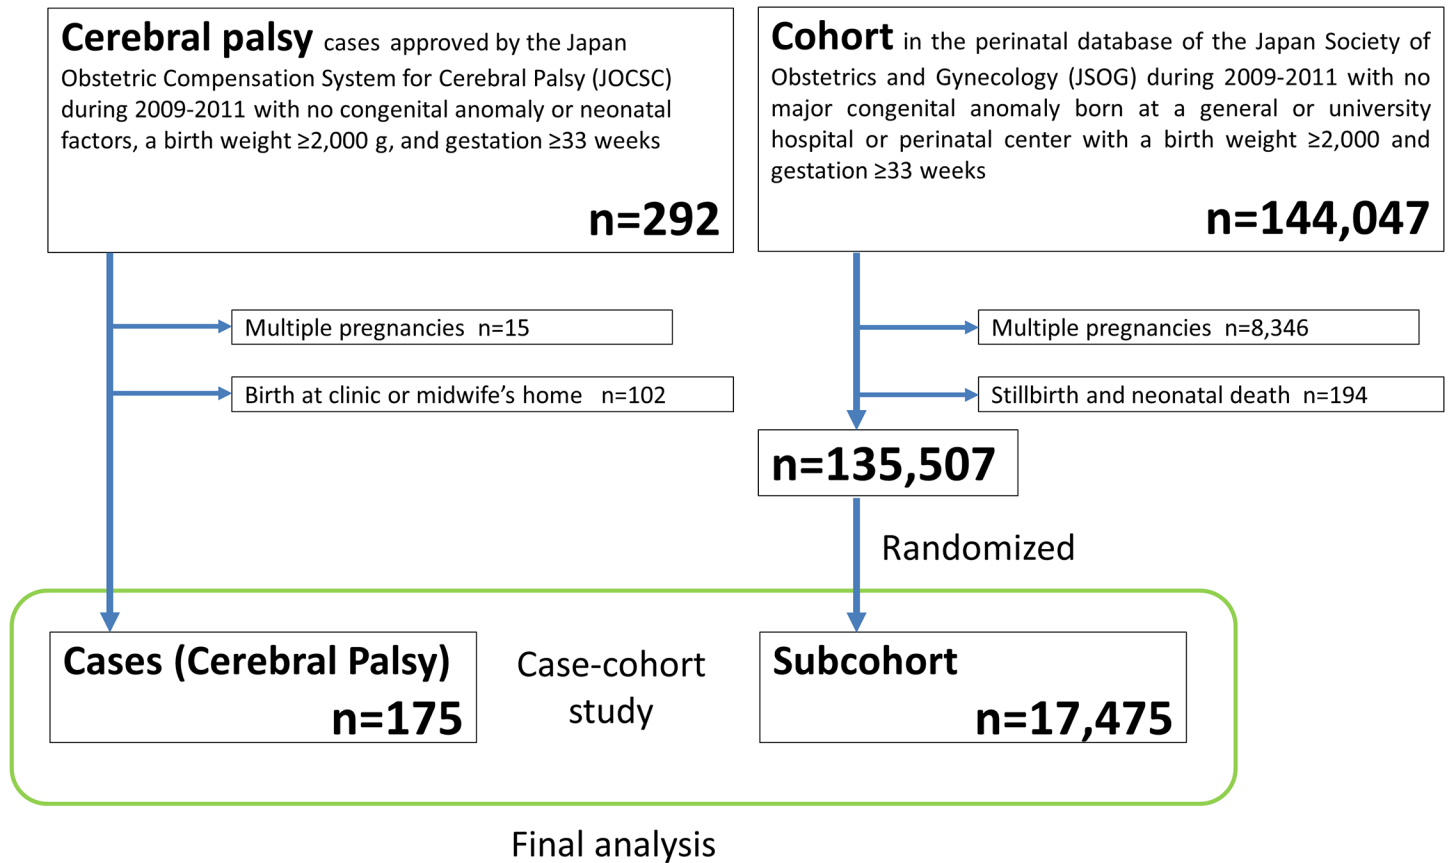 Cerebral palsy cases approved by the Japan
Obstetric Compensation System for Cerebral Palsy (JOCSC)
during 2009-2011 with no congenital anomaly or neonatal
factors, a birth weight ≥2,000 g, and gestation ≥33 weeks
n=292
Cohort in the perinatal database of the Japan Society of
Obstetrics and Gynecology (JSOG) during 2009-2011 with no
major congenital anomaly born at a general or university
hospital or perinatal center with a birth weight ≥2,000 and
gestation ≥33 weeks
n=144,047
Multiple pregnancies n=15
Birth at clinic or midwife’s home n=102
Multiple pregnancies n=8,346
Stillbirth and neonatal death n=194
n=135,507
Randomized
Cases (Cerebral Palsy)
n=175
Case-cohort
study
Subcohort
n=17,475
Final analysis